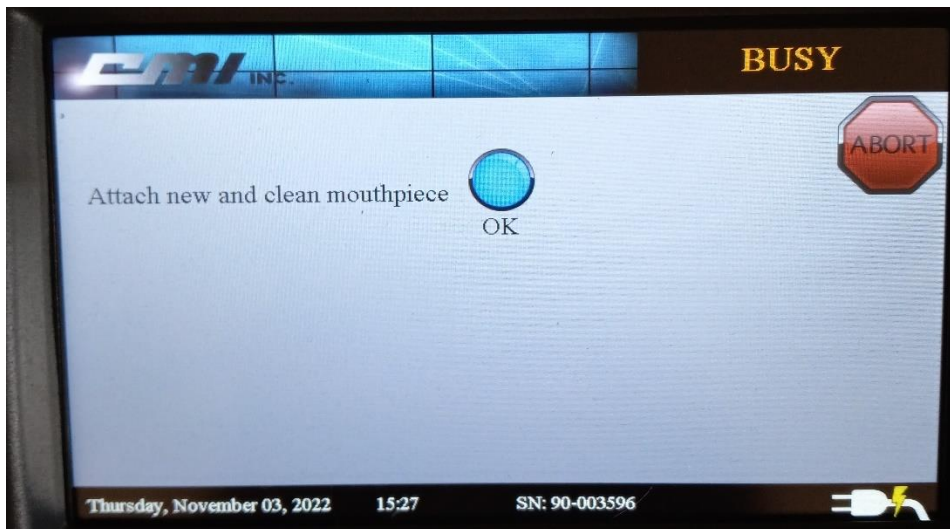 CMI INC.
BUSY
ABORT
Attach new and clean mouthpiece
OK
Thursday, November 03, 2022 15:27 SN: 90-003596